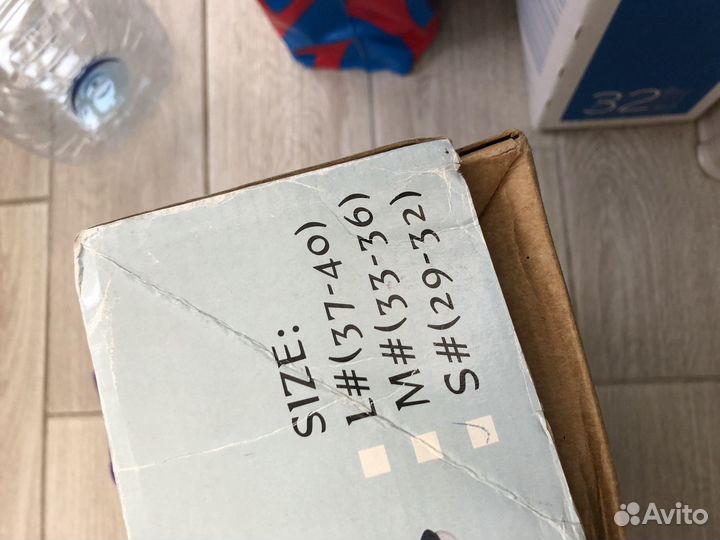 SIZE:
L#(37-40)
M#(33-36)
S#(29-32)
32
Avito